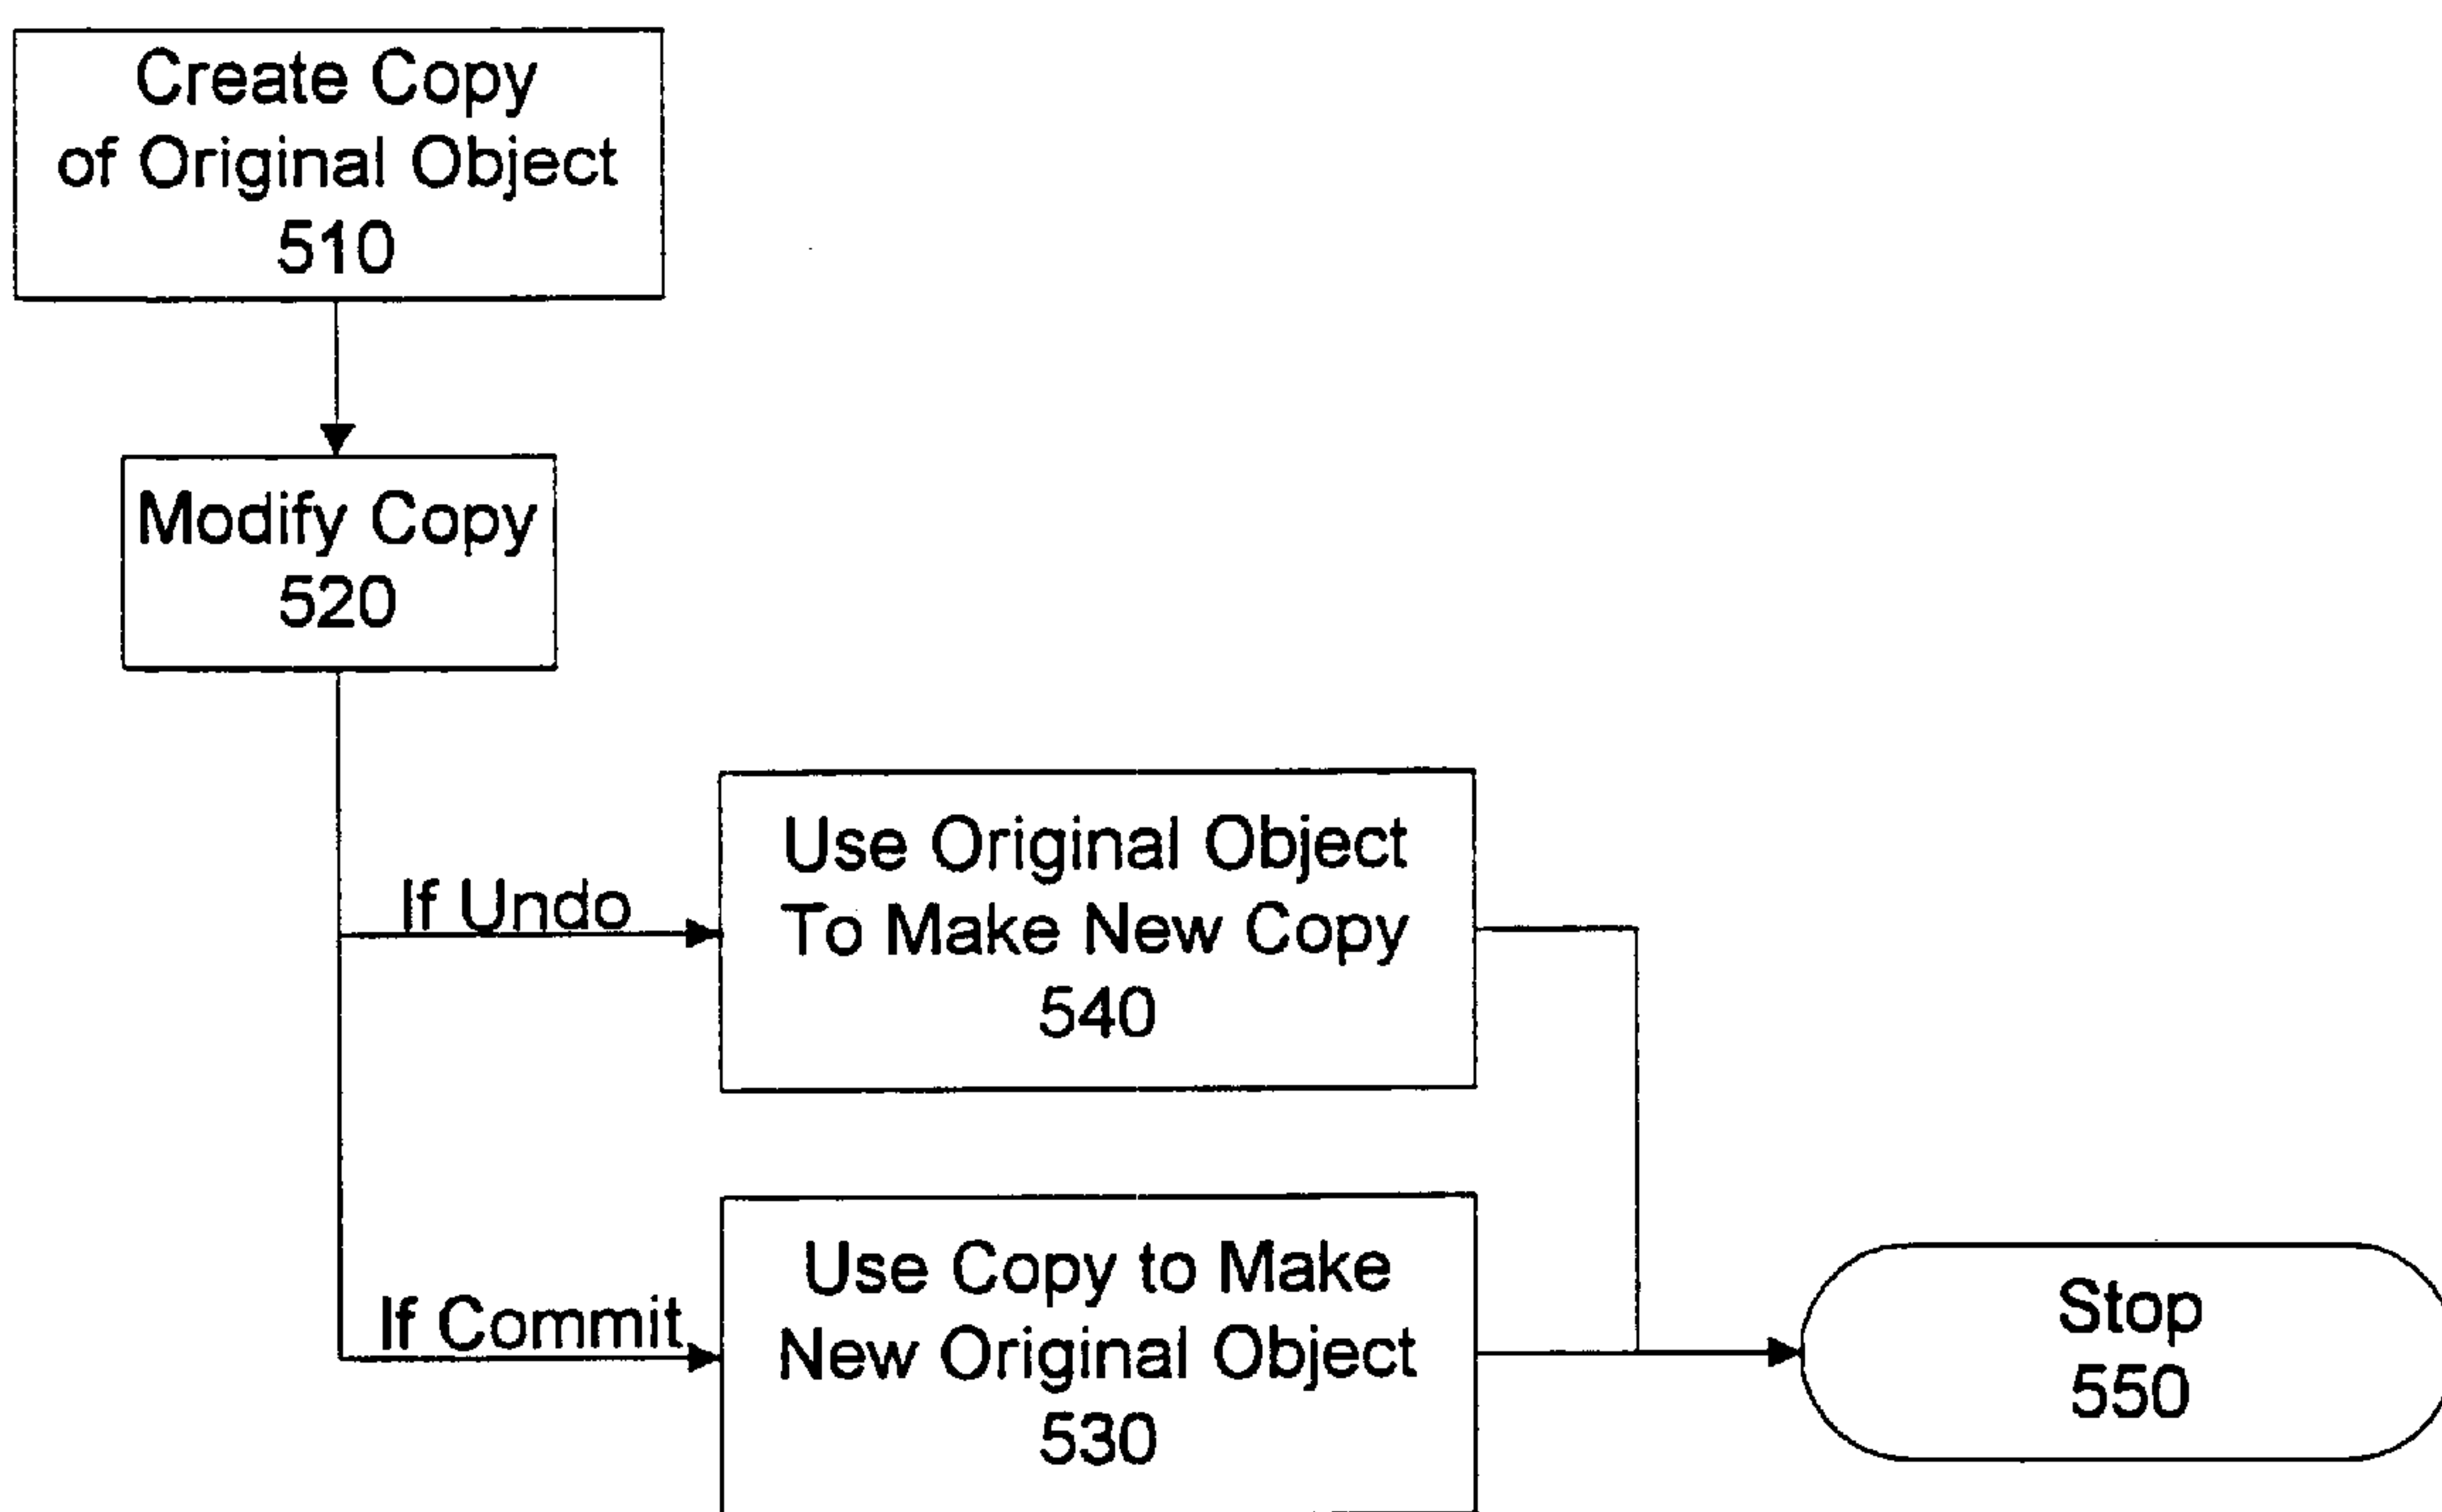 Create Copy
of Original Object
510
Modify Copy
520
If Undo
Use Original Object
To Make New Copy
540
If Commit
Use Copy to Make
New Original Object
530
Stop
550